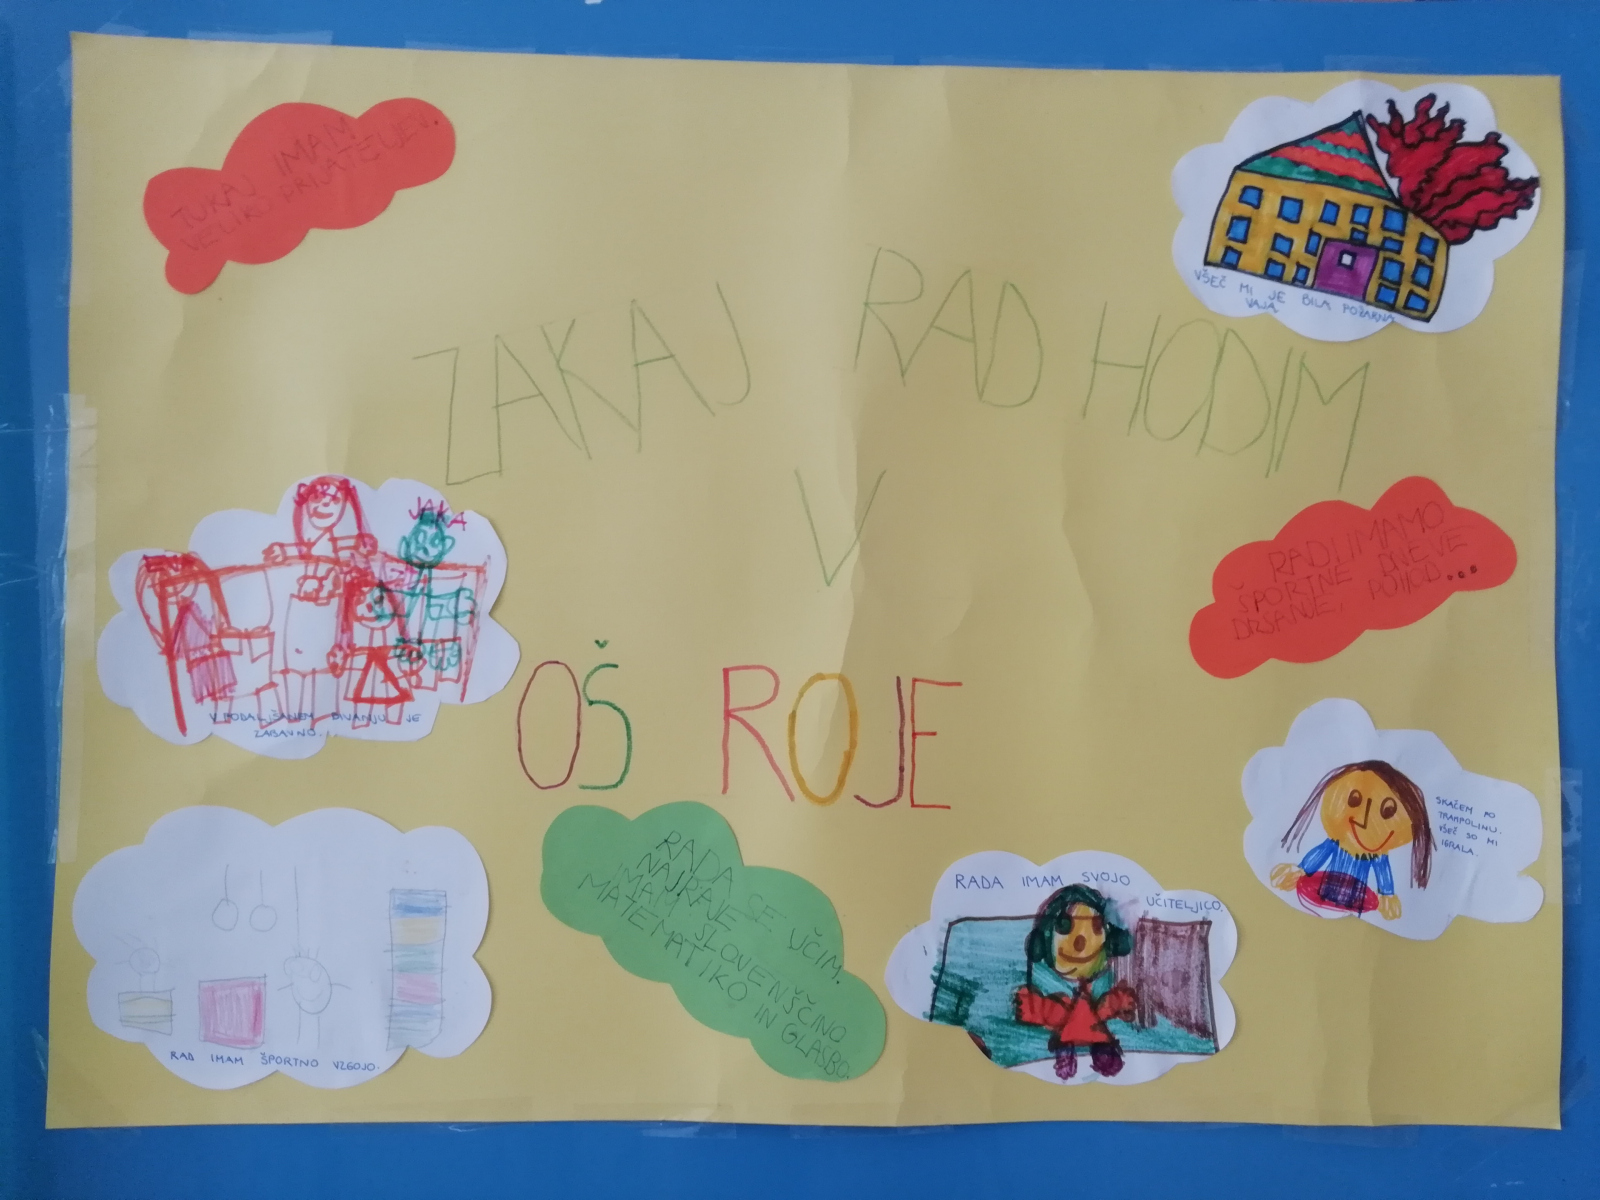 TUKAJ IMAM
VELIKO PRIJATELJEV.
VŠEČ MI JE BILA POŽARNA
VAJA
ZAKAJ RAD HODIM
V
OŠ ROJE
JAKA
V PODALJŠANEM BIVANJU JE
ZABAVNO...
RADI IMAMO
ŠPORTNE DNEVE
DRSANJE, POHOD...
SKAČEM PO
TRAMPOLINU.
VŠEČ SO MI
IGRALA.
RAD IMAM ŠPORTNO VZGOJO.
RADA SE UČIM.
NAJRAJE
IMAM SLOVENŠČINO
MATEMATIKO IN GLASBO.
RADA IMAM SVOJO
UČITELJICO.